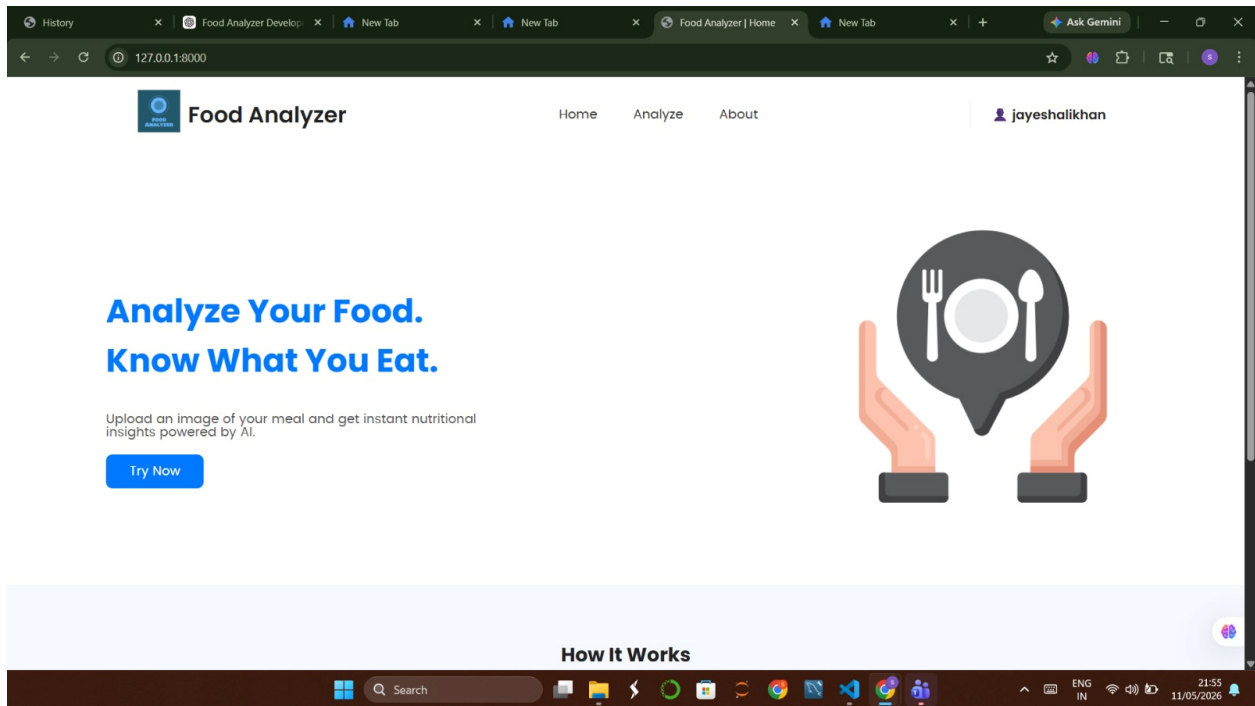 History
Food Analyzer Develop
New Tab
New Tab
Food Analyzer | Home
New Tab
Ask Gemini
127.0.0.1:8000
S
FOOD
ANALYZER
Food Analyzer
Home
Analyze
About
jayeshalikhan
Analyze Your Food.
Know What You Eat.
Upload an image of your meal and get instant nutritional
insights powered by AI.
Try Now
How It Works
Search
ENG
IN
21:55
11/05/2026